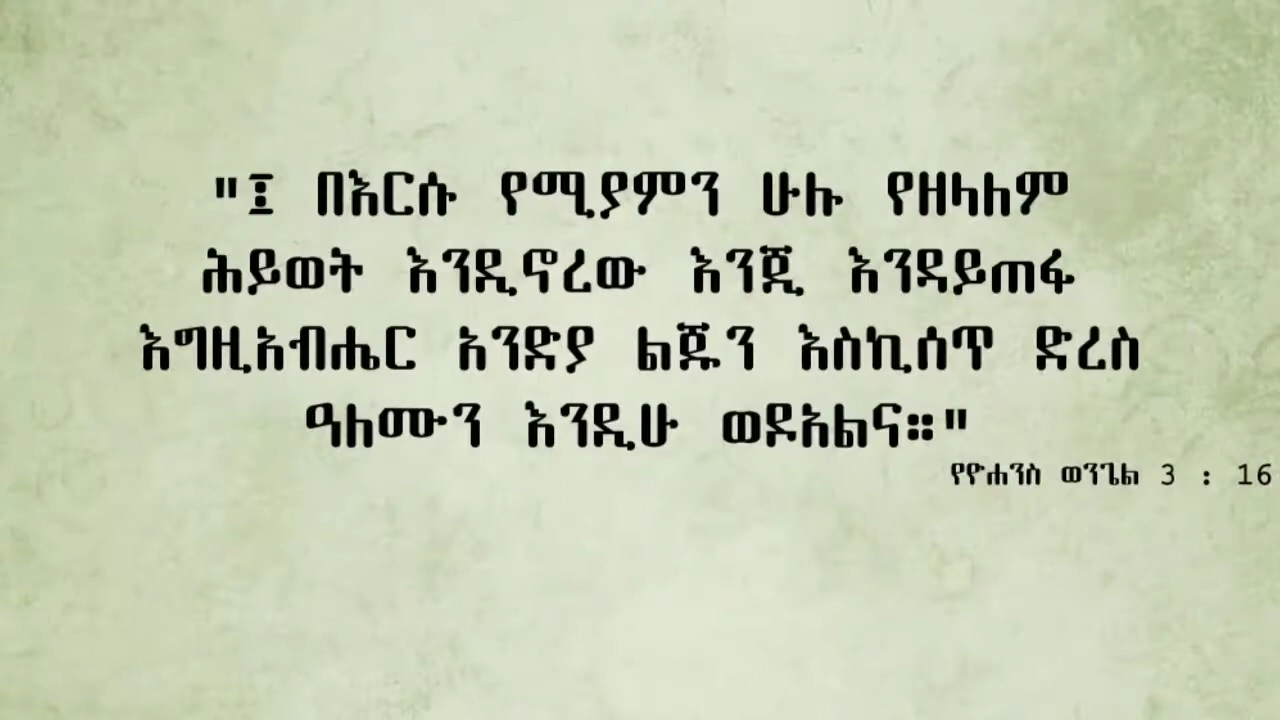 "፤ በእርሱ የሚያምን ሁሉ የዘላለም
ሕይወት እንዲኖረው እንጂ እንዳይጠፋ
እግዚአብሔር አንድያ ልጁን እስኪሰጥ ድረስ
ዓለሙን እንዲሁ ወዶአልና።"
የዮሐንስ ወንጌል 3 : 16